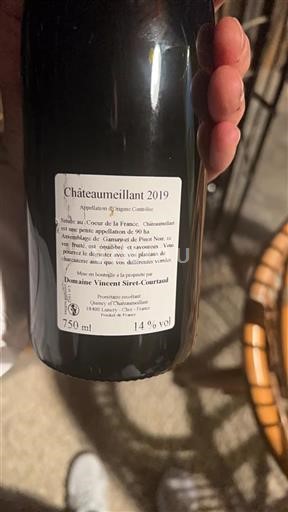 Châteaumeillant 2019
Appellation d'Origine Contrôlée
Située au Coeur de la France, Châteaumeillant
est une petite appellation de 90 ha.
Assemblage de Gamay et de Pinot Noir, ce
vin fruité, est équilibré et savoureux. Vous
pourrez le déguster avec vos plateaux de
charcuterie ainsi que vos différentes viandes.
Mise en bouteille à la propriété par
Domaine Vincent Siret-Courtaud
Propriétaire récoltant
Quincy et Châteaumeillant
18400 Lunery - Cher - France
Produit de France
750 ml 14 % vol